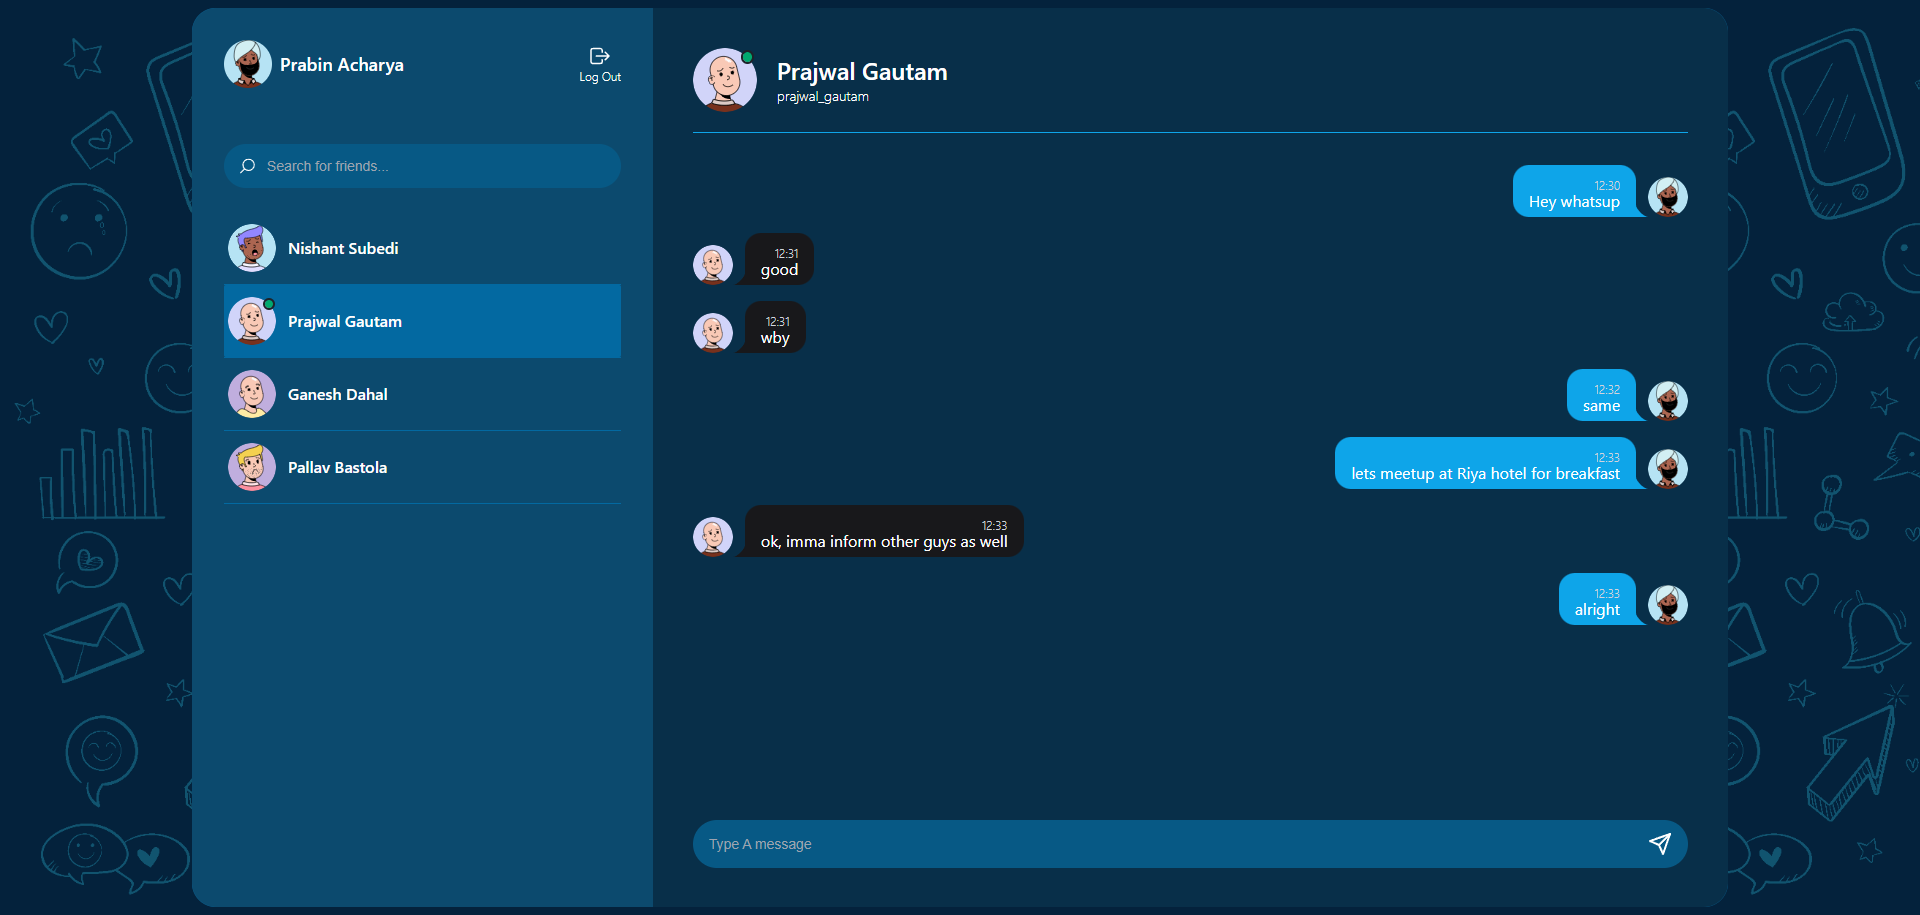 Prabin Acharya
Log Out
Search for friends...
Nishant Subedi
Prajwal Gautam
Ganesh Dahal
Pallav Bastola
Prajwal Gautam
prajwal_gautam
12:30
Hey whatsup
12:31
good
12:31
wby
12:32
same
12:33
lets meetup at Riya hotel for breakfast
12:33
ok, imma inform other guys as well
12:33
alright
Type A message